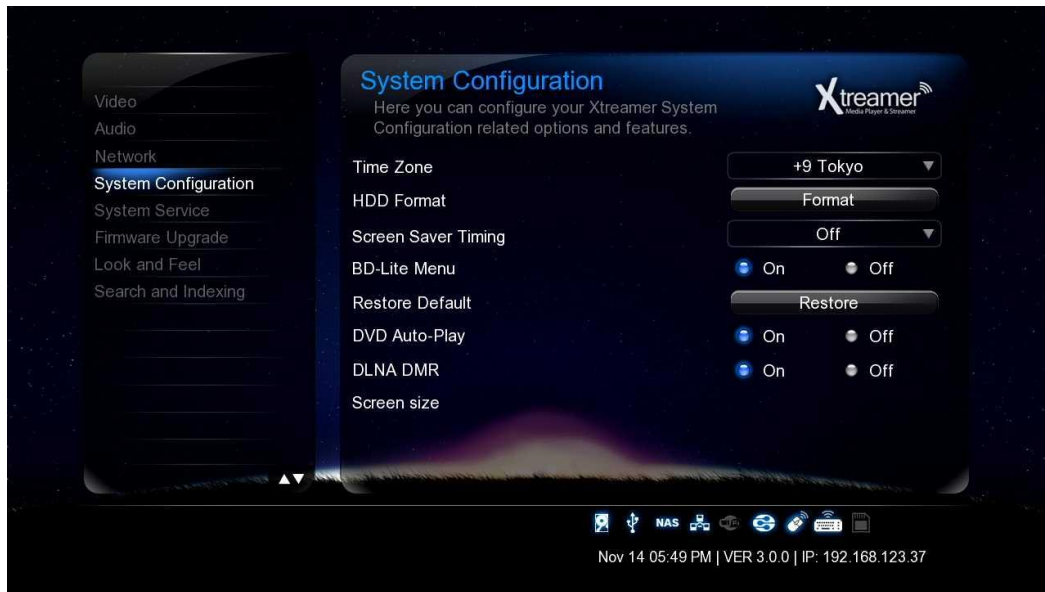 Video
Audio
Network
System Configuration
System Service
Firmware Upgrade
Look and Feel
Search and Indexing
System Configuration
Here you can configure your Xtreamer System
Configuration related options and features.
Xtreamer
Media Player & Streamer
Time Zone +9 Tokyo
HDD Format Format
Screen Saver Timing Off
BD-Lite Menu On Off
Restore Default Restore
DVD Auto-Play On Off
DLNA DMR On Off
Screen size
NAS
Nov 14 05:49 PM | VER 3.0.0 | IP: 192.168.123.37